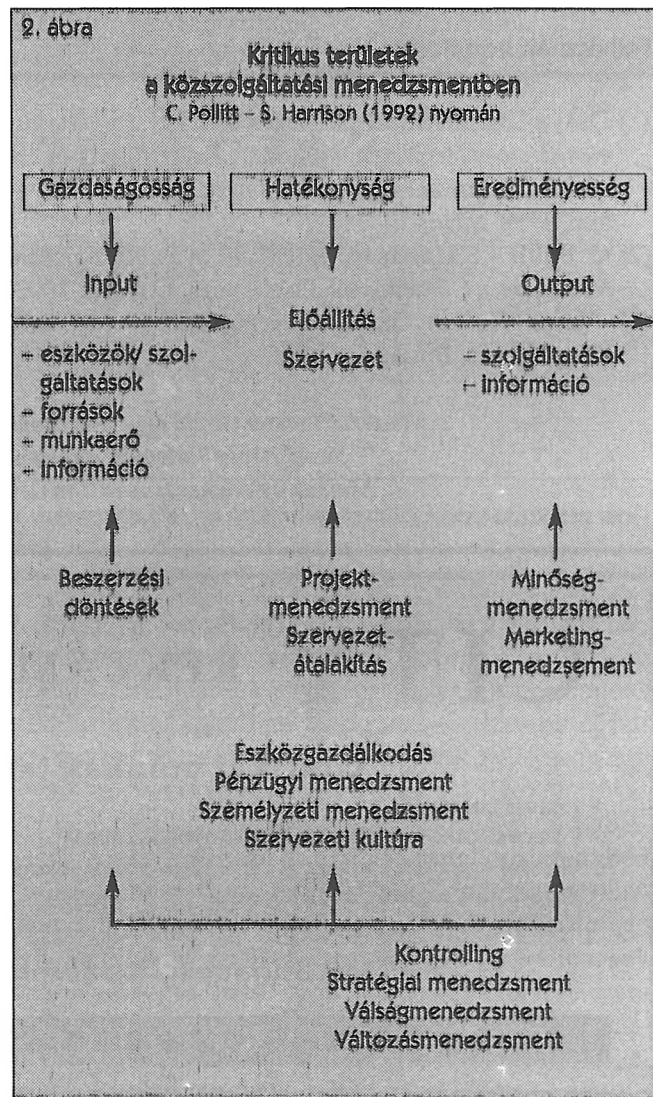 2. ábra
Kritikus területek
a közszolgáltatási menedzsmentben
C. Pollitt – S. Harrison (1992) nyomán
Gazdaságosság Hatékonyság Eredményesség
Input Output
Előállítás
Szervezet
– eszközök/ szol-
gáltatások
– források
– munkaerő
– információ
– szolgáltatások
– információ
Beszerzési
döntések
Projekt-
menedzsment
Szervezet-
átalakítás
Minőség-
menedzsment
Marketing-
menedzsement
Eszközgazdálkodás
Pénzügyi menedzsment
Személyzeti menedzsment
Szervezeti kultúra
Kontrolling
Stratégiai menedzsment
Válságmenedzsment
Változásmenedzsment